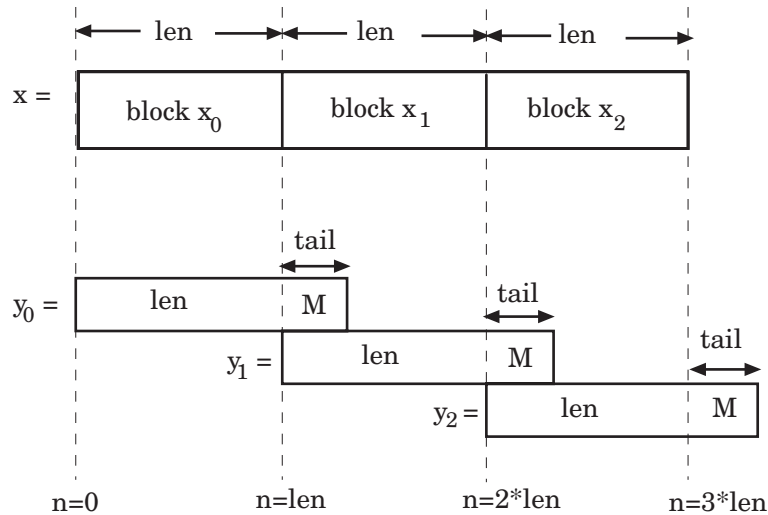 len len len
x = block x₀ block x₁ block x₂
tail
y₀ = len M
tail
y₁ = len M
tail
y₂ = len M
n=0 n=len n=2*len n=3*len